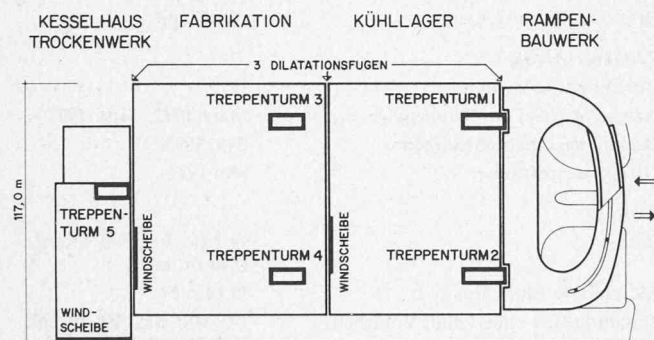 KESSELHAUS
TROCKENWERK
FABRIKATION
KÜHLLAGER
RAMPEN-
BAUWERK
3 DILATATIONSFUGEN
TREPPENTURM 3
TREPPENTURM 1
117,0 m
TREPPEN-
TURM 5
WINDSCHEIBE
WINDSCHEIBE
TREPPENTURM 4
TREPPENTURM 2
WIND-
SCHEIBE